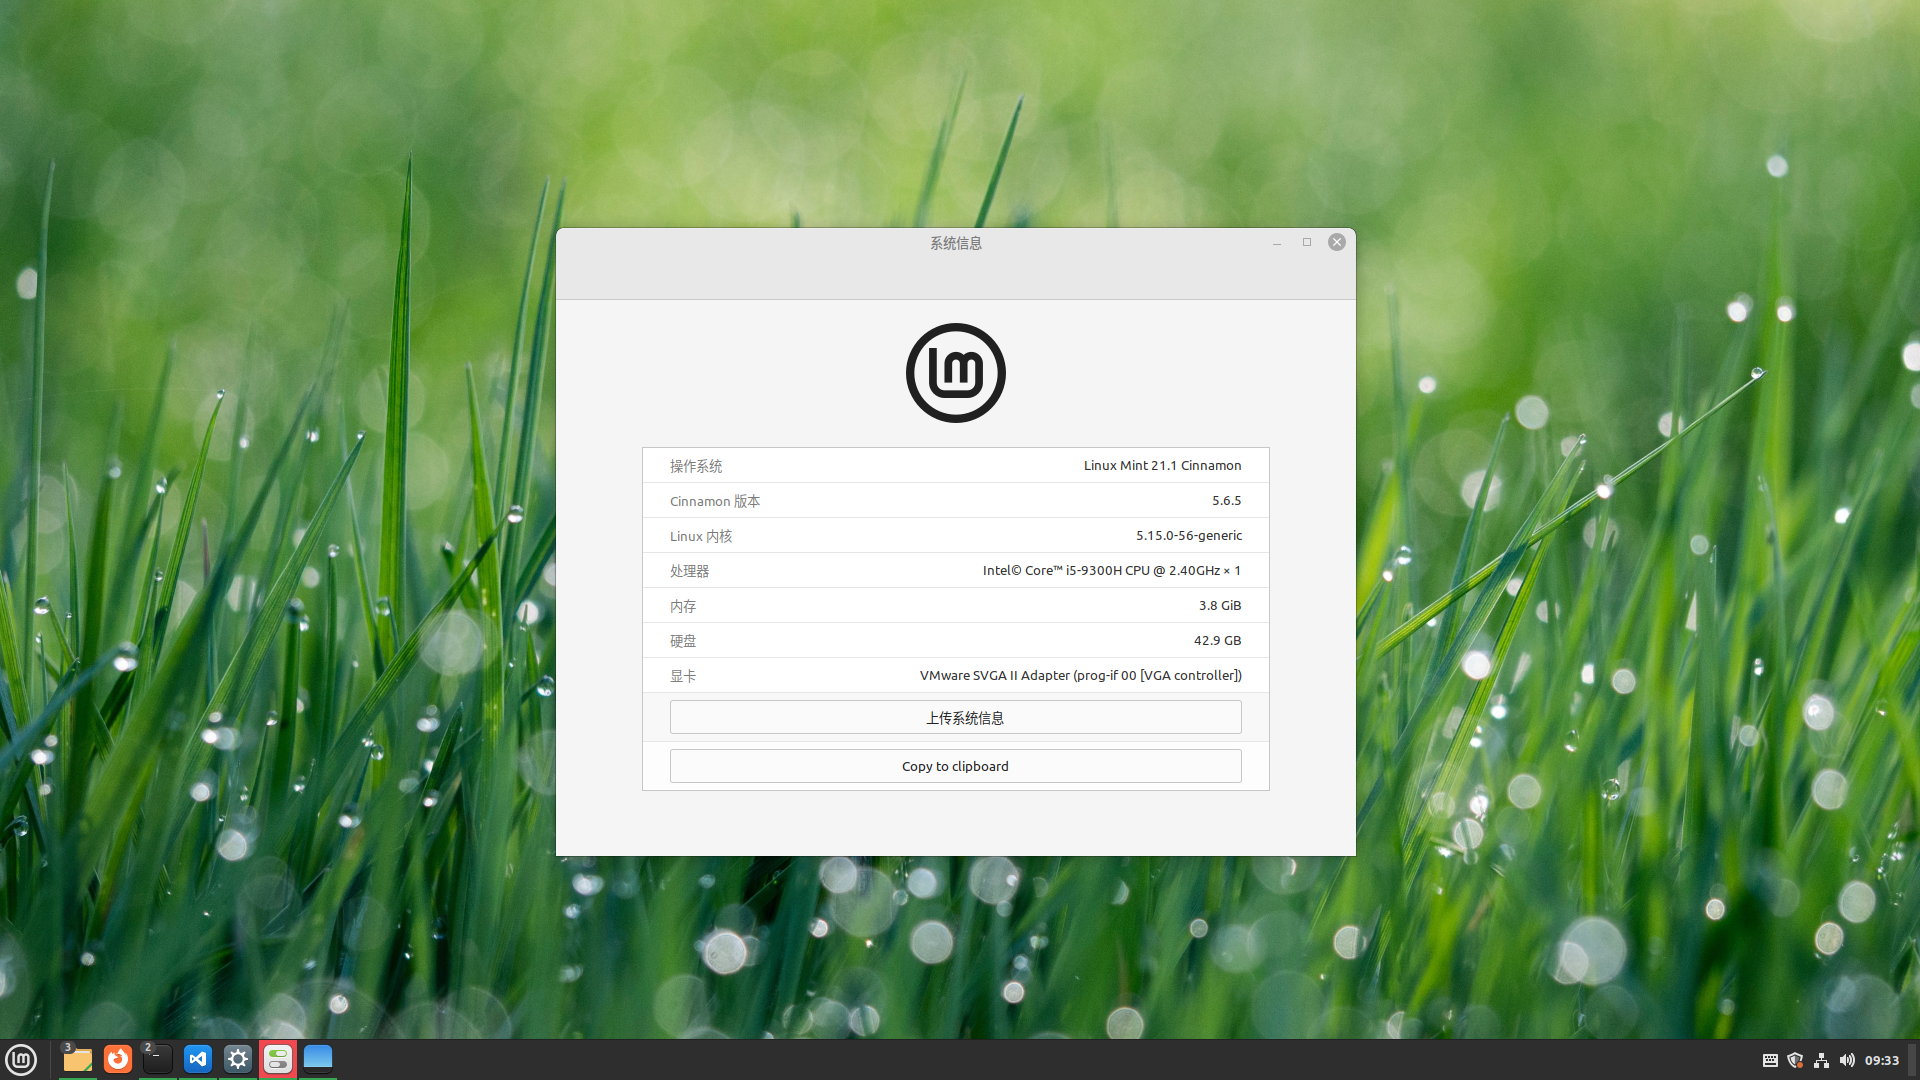 系统信息
操作系统 Linux Mint 21.1 Cinnamon
Cinnamon 版本 5.6.5
Linux 内核 5.15.0-56-generic
处理器 Intel© Core™ i5-9300H CPU @ 2.40GHz × 1
内存 3.8 GiB
硬盘 42.9 GB
显卡 VMware SVGA II Adapter (prog-if 00 [VGA controller])
上传系统信息
Copy to clipboard
3 2 09:33